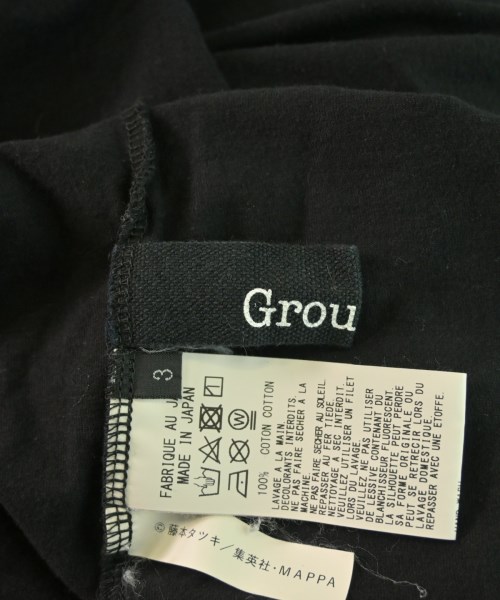 Grou
3
FABRIQUE AU JA
MADE IN JAPAN
100% COTON COTTON
LAVAGE A LA MAIN.
DECOLORANTS INTERDITS.
NE PAS FAIRE SECHER A LA
MACHINE.
NE PAS FAIRE SECHER AU SOLEIL.
REPASSER AU FER TIEDE.
NETTOYAGE A SEC INTERDIT.
VEUILLEZ UTILISER UN FILET
LORS DE LAVAGE.
VEUILLEZ NE PAS UTILISER
DE LESSIVE CONTENANT DU
BLANCHISSEUR FLUORESCENT
LA SILHOUETTE PEUT PERDRE
SA FORME ORIGINALE OU
PEUT SE RETRECIR LORS DU
LAVAGE DOMESTIQUE.
REPASSER AVEC UNE ETOFFE.
©藤本タツキ/集英社・MAPPA